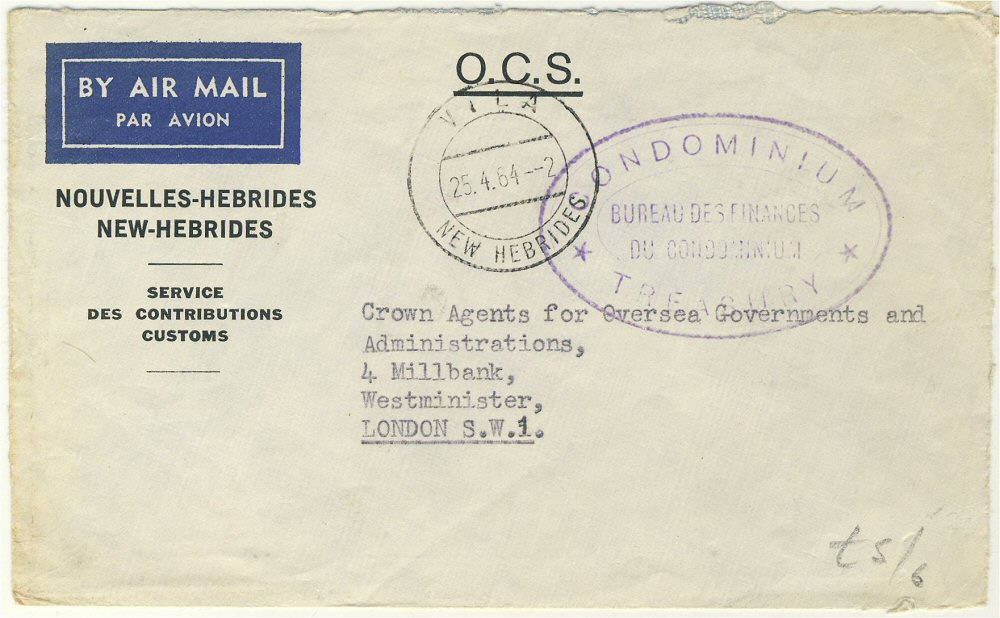 BY AIR MAIL
PAR AVION
O.C.S.
VILA
25.4.64--2
NEW HEBRIDES
CONDOMINIUM
BUREAU DES FINANCES
DU CONDOMINIUM
TREASURY
NOUVELLES-HEBRIDES
NEW-HEBRIDES
SERVICE
DES CONTRIBUTIONS
CUSTOMS
Crown Agents for Oversea Governments and
Administrations,
4 Millbank,
Westminister,
LONDON S.W.1.